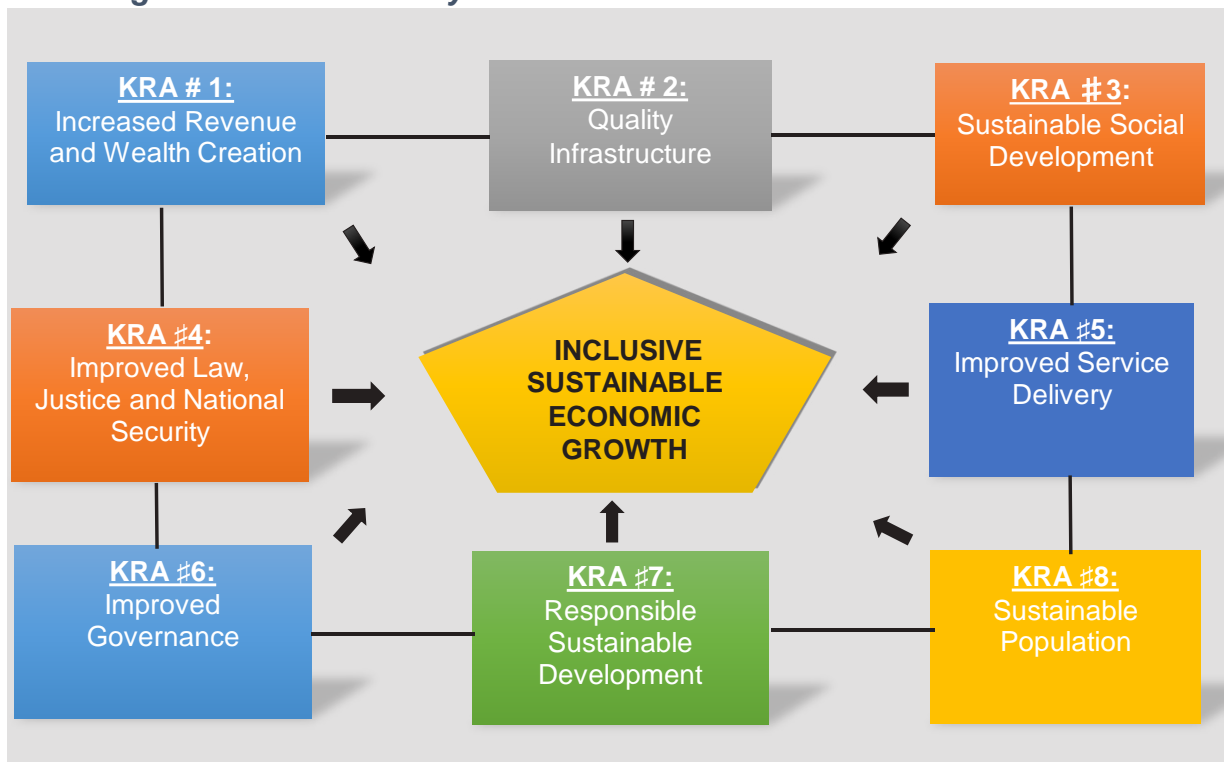 KRA # 1:
Increased Revenue
and Wealth Creation
KRA # 2:
Quality
Infrastructure
KRA ♯3:
Sustainable Social
Development
KRA ♯4:
Improved Law,
Justice and National
Security
INCLUSIVE
SUSTAINABLE
ECONOMIC
GROWTH
KRA ♯5:
Improved Service
Delivery
KRA ♯6:
Improved
Governance
KRA ♯7:
Responsible
Sustainable
Development
KRA ♯8:
Sustainable
Population